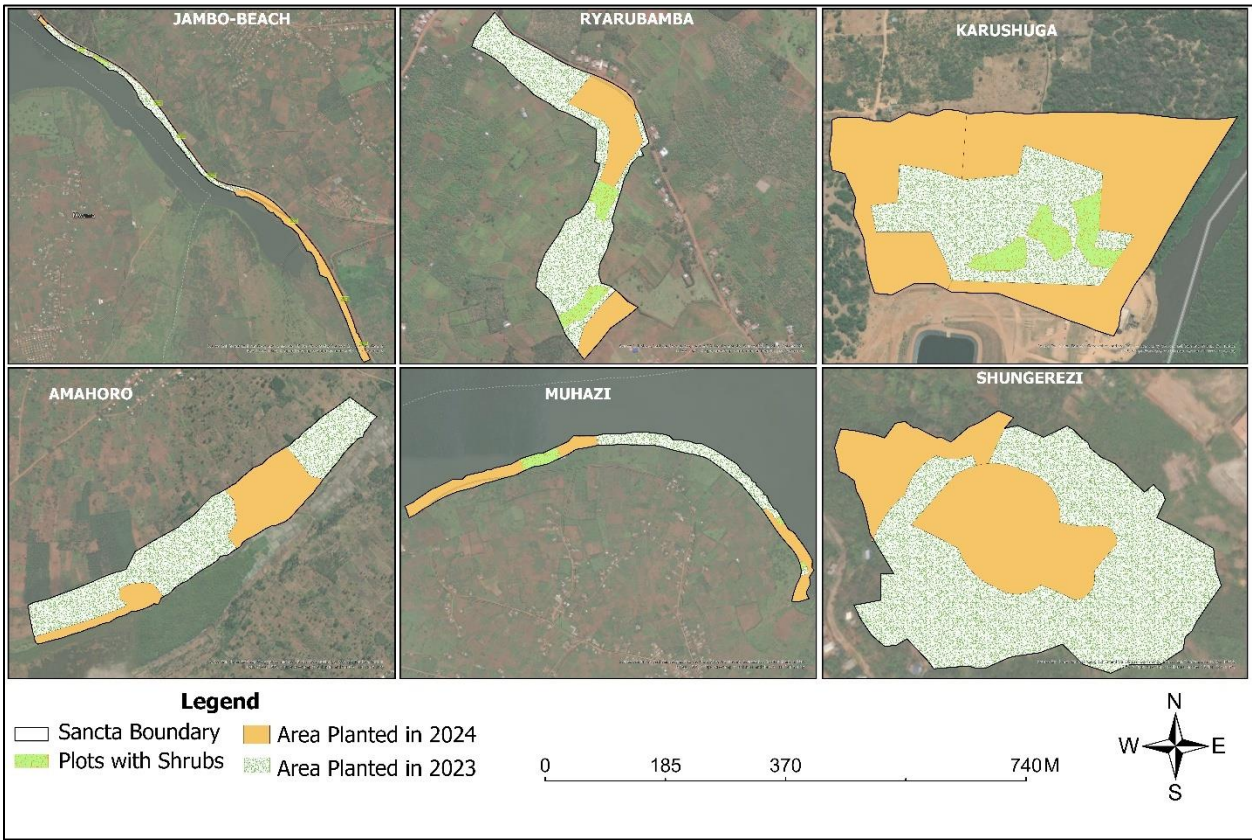 JAMBO-BEACH
RYARUBAMBA
KARUSHUGA
AMAHORO
MUHAZI
SHUNGEREZI
Legend
Sancta Boundary
Area Planted in 2024
Plots with Shrubs
Area Planted in 2023
0 185 370 740M
N
W E
S